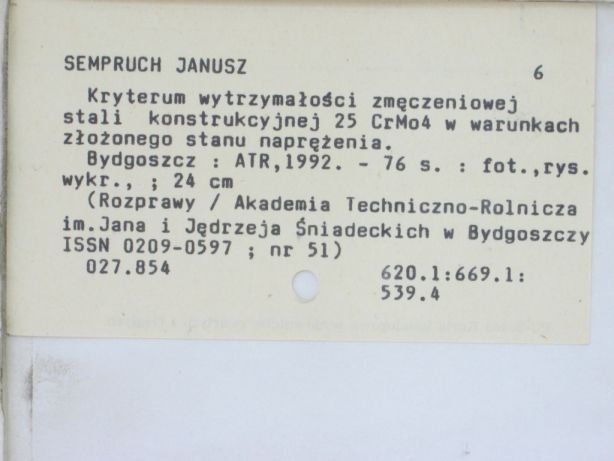 SEMPRUCH JANUSZ 6
Kryterum wytrzymałości zmęczeniowej
stali konstrukcyjnej 25 CrMo4 w warunkach
złożonego stanu naprężenia.
Bydgoszcz : ATR,1992. - 76 s. : fot.,rys.
wykr., ; 24 cm
(Rozprawy / Akademia Techniczno-Rolnicza
im.Jana i Jędrzeja Śniadeckich w Bydgoszczy
ISSN 0209-0597 ; nr 51)
027.854 620.1:669.1:
539.4